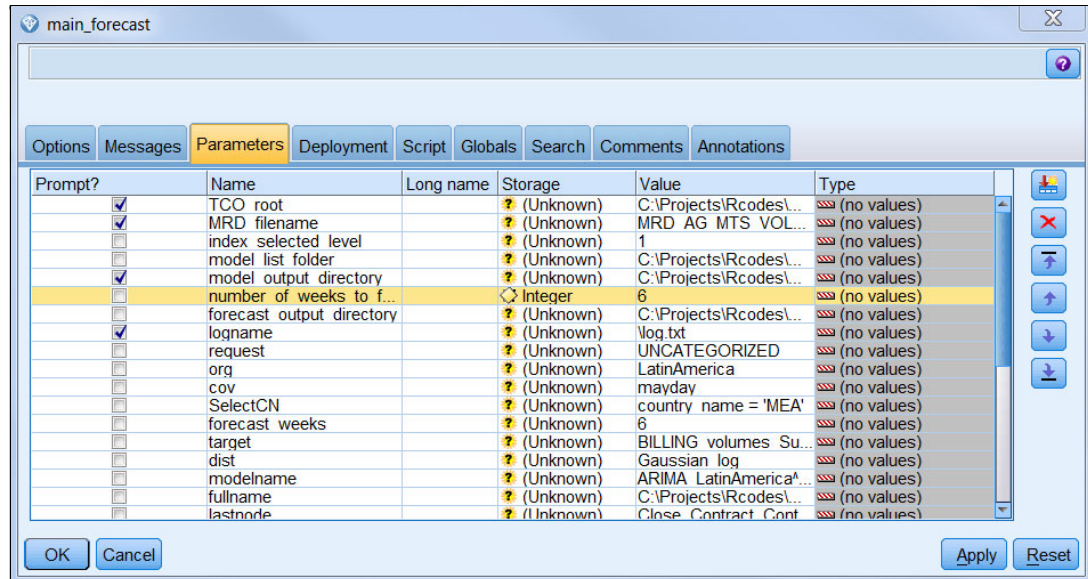 main_forecast
Options Messages Parameters Deployment Script Globals Search Comments Annotations
Prompt? Name Long name Storage Value Type
TCO root ? (Unknown) C:\Projects\Rcodes\... (no values)
MRD filename ? (Unknown) MRD AG MTS VOL... (no values)
index selected level ? (Unknown) 1 (no values)
model list folder ? (Unknown) C:\Projects\Rcodes\... (no values)
model output directory ? (Unknown) C:\Projects\Rcodes\... (no values)
number of weeks to f... Integer 6 (no values)
forecast output directory ? (Unknown) C:\Projects\Rcodes\... (no values)
logname ? (Unknown) \log.txt (no values)
request ? (Unknown) UNCATEGORIZED (no values)
org ? (Unknown) LatinAmerica (no values)
cov ? (Unknown) mayday (no values)
SelectCN ? (Unknown) country name = 'MEA' (no values)
forecast weeks ? (Unknown) 6 (no values)
target ? (Unknown) BILLING volumes Su... (no values)
dist ? (Unknown) Gaussian log (no values)
modelname ? (Unknown) ARIMA LatinAmerica^... (no values)
fullname ? (Unknown) C:\Projects\Rcodes\... (no values)
lastnode ? (Unknown) Close Contract Cont... (no values)
OK Cancel Apply Reset